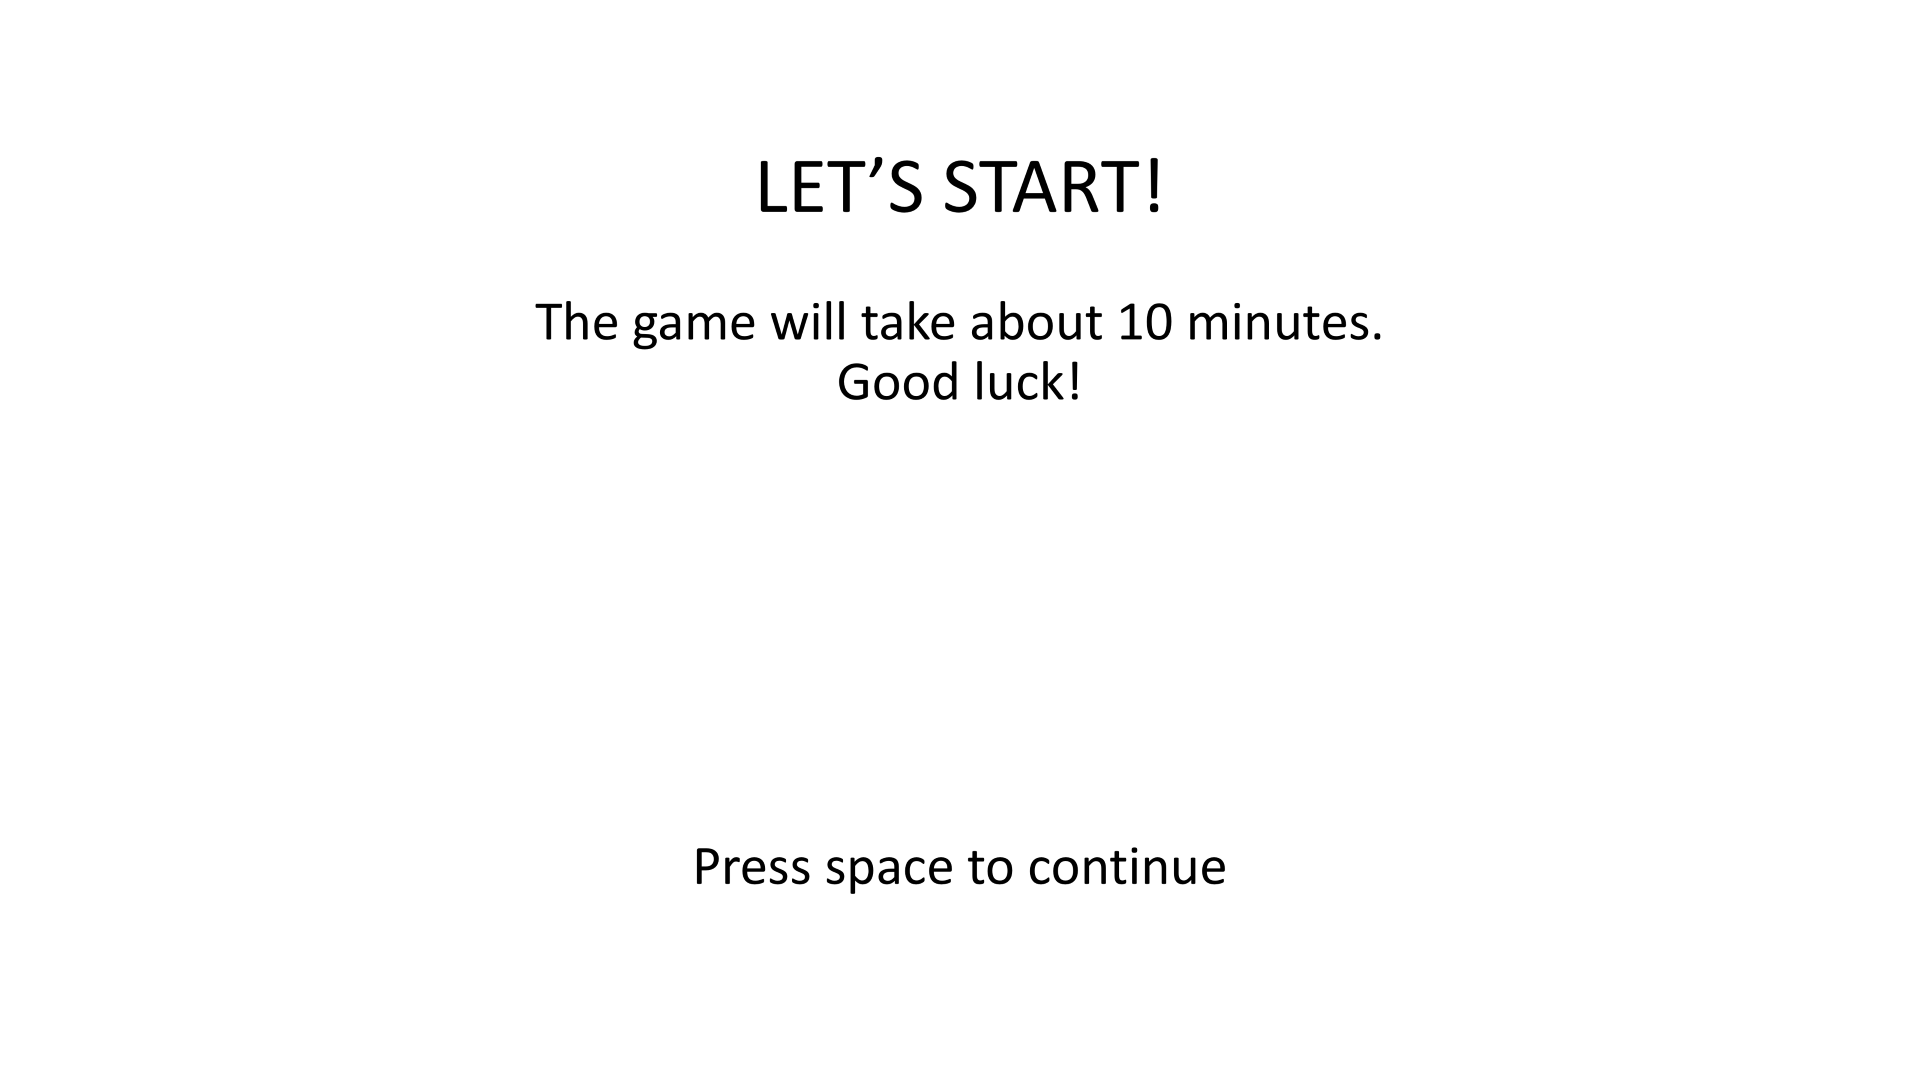 LET’S START!
The game will take about 10 minutes.
Good luck!
Press space to continue